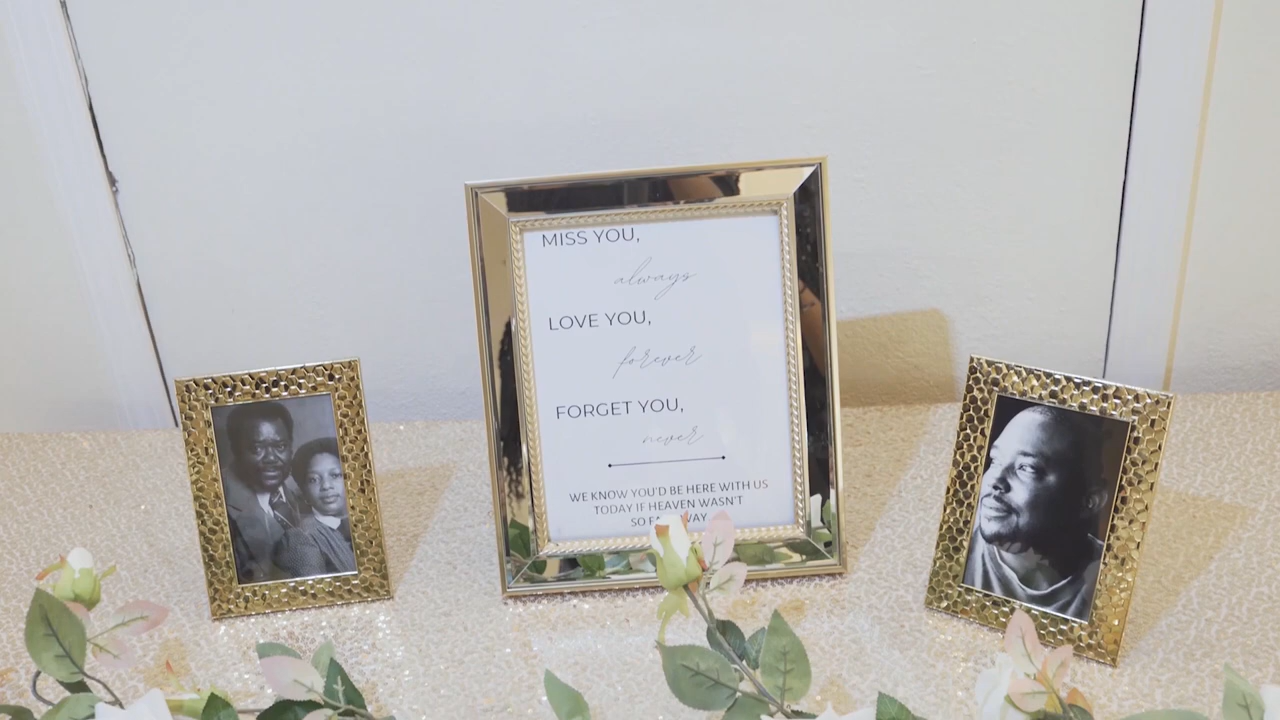 MISS YOU,
always
LOVE YOU,
forever
FORGET YOU,
never
WE KNOW YOU'D BE HERE WITH US
TODAY IF HEAVEN WASN'T
SO